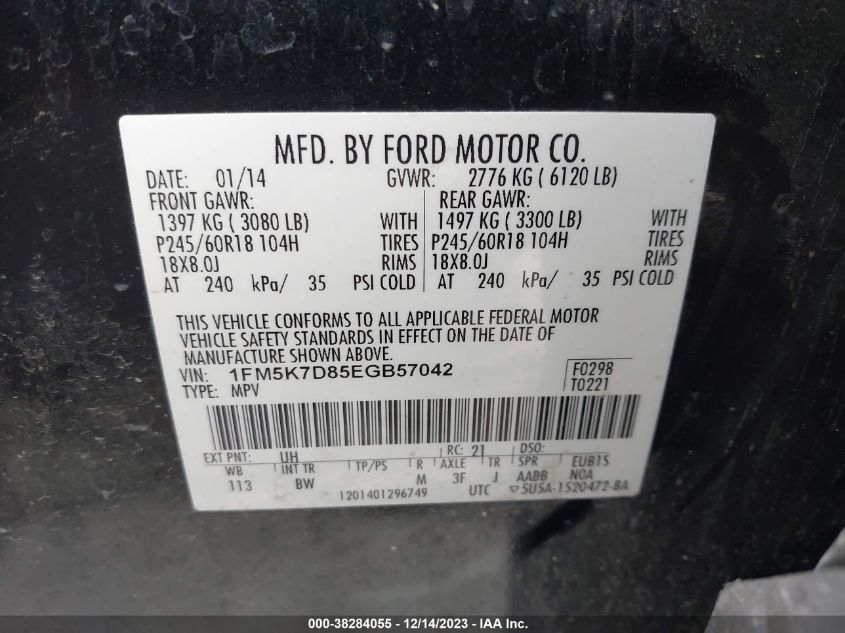 MFD. BY FORD MOTOR CO.
DATE: 01/14 GVWR: 2776 KG ( 6120 LB)
FRONT GAWR: REAR GAWR:
1397 KG ( 3080 LB) WITH 1497 KG ( 3300 LB) WITH
P245/60R18 104H TIRES P245/60R18 104H TIRES
18X8.0J RIMS 18X8.0J RIMS
AT 240 kPa/ 35 PSI COLD AT 240 kPa/ 35 PSI COLD
THIS VEHICLE CONFORMS TO ALL APPLICABLE FEDERAL MOTOR
VEHICLE SAFETY STANDARDS IN EFFECT ON THE DATE OF
MANUFACTURE SHOWN ABOVE.
VIN: 1FM5K7D85EGB57042 F0298
TYPE: MPV T0221
EXT PNT: UH RC: 21 DSO:
WB INT TR TP/PS R AXLE TR SPR EUB1S
113 BW M 3F J AABB N0A
1201401296749 UTC ▽5U5A-1520472-BA
000-38284055 - 12/14/2023 - IAA Inc.